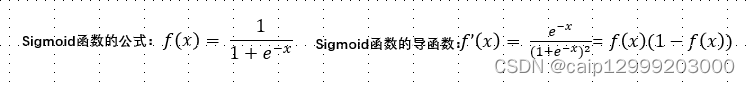 Sigmoid函数的公式: f(x) = 1 / (1 + e^{-x}) Sigmoid函数的导函数: f'(x) = e^{-x} / (1+e^{-x})^2 = f(x)(1 − f(x))
CSDN @caip12999203000